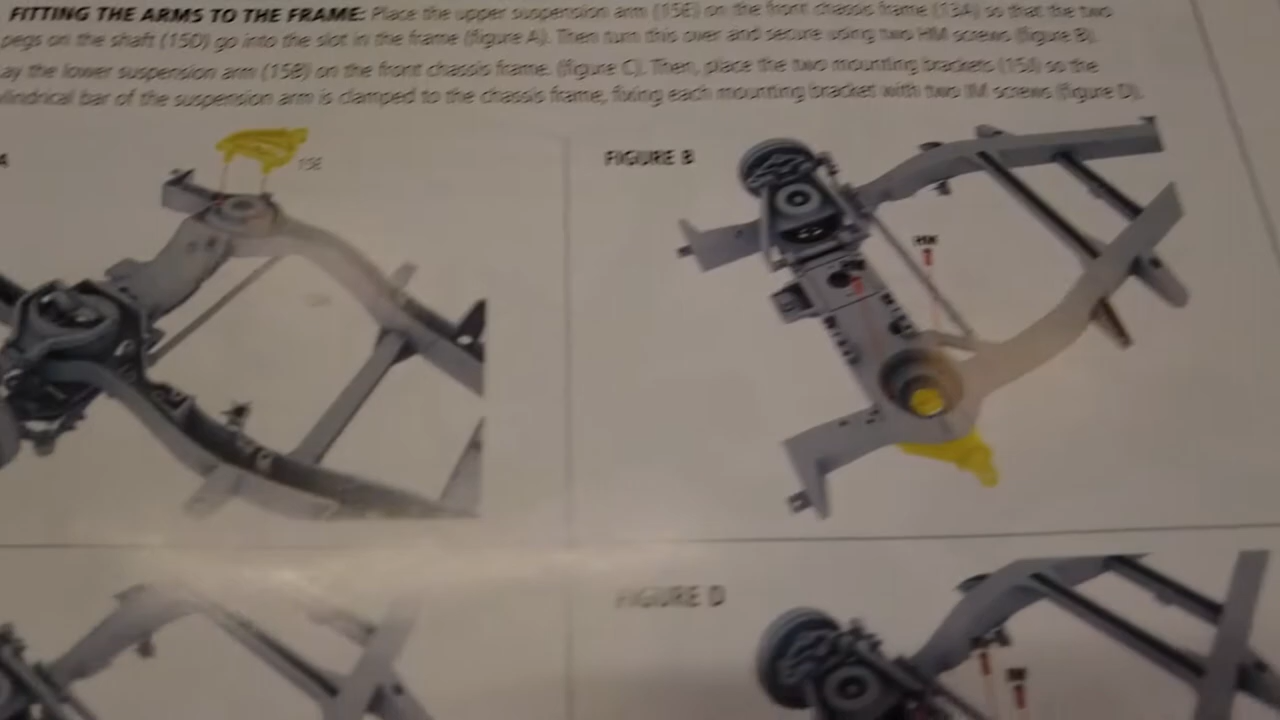 FITTING THE ARMS TO THE FRAME: Place the upper suspension arm (15E) on the front chassis frame (13A) so that the two
pegs on the shaft (15D) go into the slot in the frame (figure A). Then turn this over and secure using two HM screws (figure B).
ay the lower suspension arm (15B) on the front chassis frame. (figure C). Then, place the two mounting brackets (15J) so the
ylindrical bar of the suspension arm is clamped to the chassis frame, fixing each mounting bracket with two IM screws (figure D).
A
15E
FIGURE B
HM
FIGURE D
IM